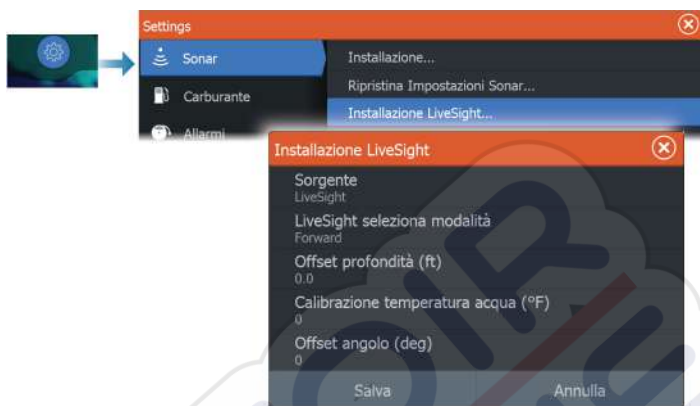 Settings
Sonar
Installazione...
Carburante
Ripristina Impostazioni Sonar...
Installazione LiveSight...
Allarmi
Installazione LiveSight
Sorgente
LiveSight
LiveSight seleziona modalità
Forward
Offset profondità (ft)
0.0
Calibrazione temperatura acqua (°F)
0
Offset angolo (deg)
0
Salva
Annulla